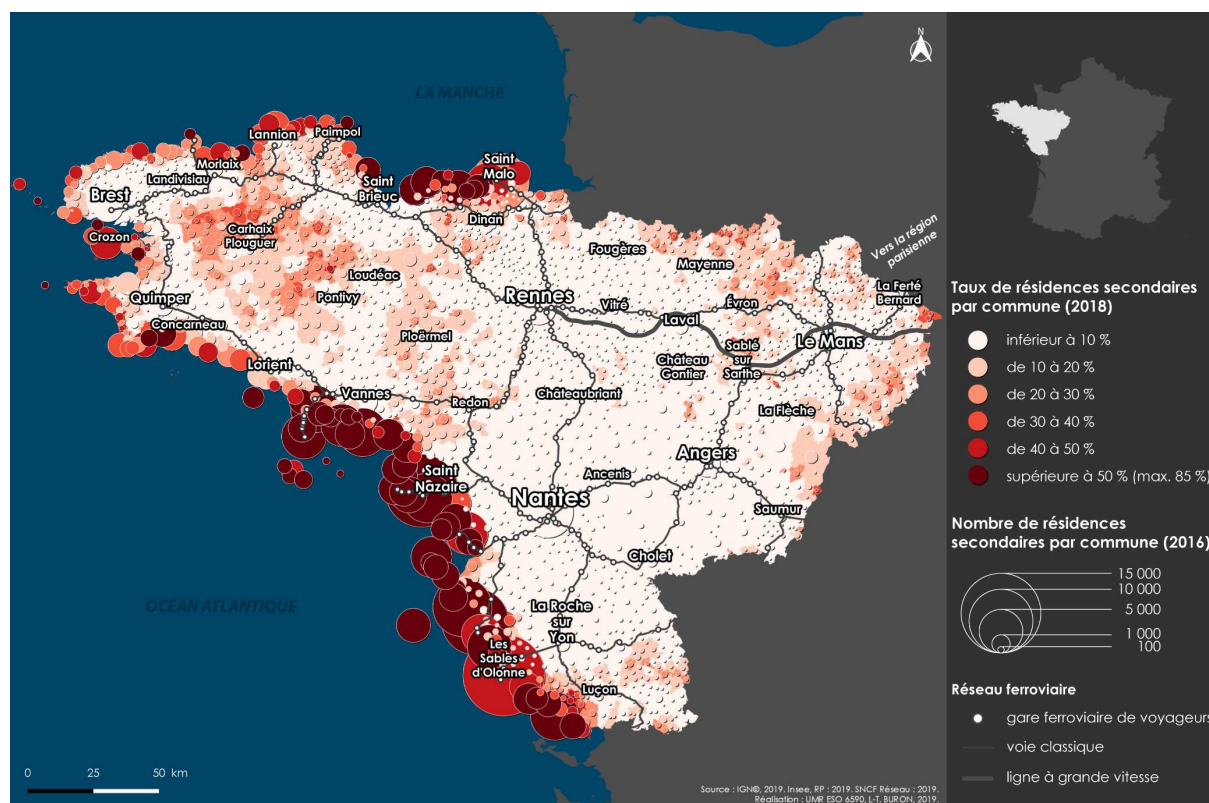 N
LA MANCHE
Lannion
Paimpol
Morlaix
Landivisiau
Brest
Saint
Brieuc
Saint
Malo
Dinan
Crozon
Carhaix
Plouguer
Loudéac
Pontivy
Quimper
Concarneau
Ploërmel
Lorient
Vannes
Redon
Fougères
Mayenne
Vers la région
parisienne
La Ferté
Bernard
Rennes
Vitré
Laval
Évron
Le Mans
Sablé
sur
Sarthe
Château
Gontier
Châteaubriant
La Flèche
Angers
Saint
Nazaire
Ancenis
Nantes
Saumur
Cholet
OCÉAN ATLANTIQUE
La Roche
sur
Yon
Les
Sables
d'Olonne
Luçon
0 25 50 km
Source : IGN©, 2019. Insee, RP : 2019. SNCF Réseau : 2019.
Réalisation : UMR ESO 6590, L-T. BURON, 2019.
Taux de résidences secondaires
par commune (2018)
inférieur à 10 %
de 10 à 20 %
de 20 à 30 %
de 30 à 40 %
de 40 à 50 %
supérieure à 50 % (max. 85 %)
Nombre de résidences
secondaires par commune (2016)
15 000
10 000
5 000
1 000
100
Réseau ferroviaire
gare ferroviaire de voyageurs
voie classique
ligne à grande vitesse